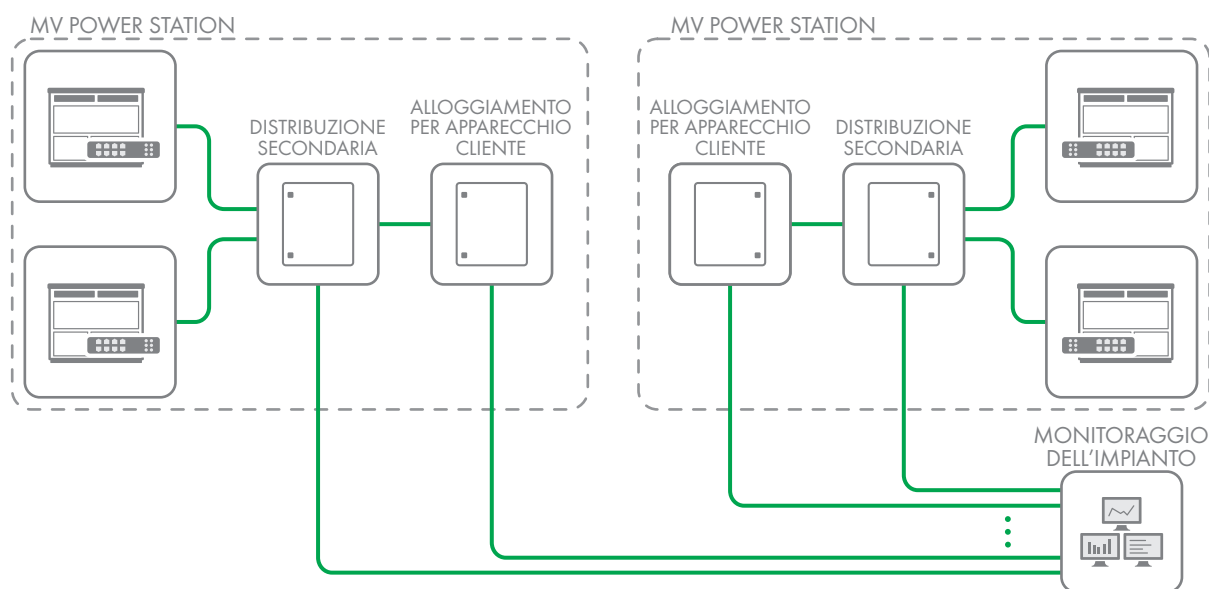 MV POWER STATION
MV POWER STATION
DISTRIBUZIONE
SECONDARIA
ALLOGGIAMENTO
PER APPARECCHIO
CLIENTE
ALLOGGIAMENTO
PER APPARECCHIO
CLIENTE
DISTRIBUZIONE
SECONDARIA
MONITORAGGIO
DELL'IMPIANTO